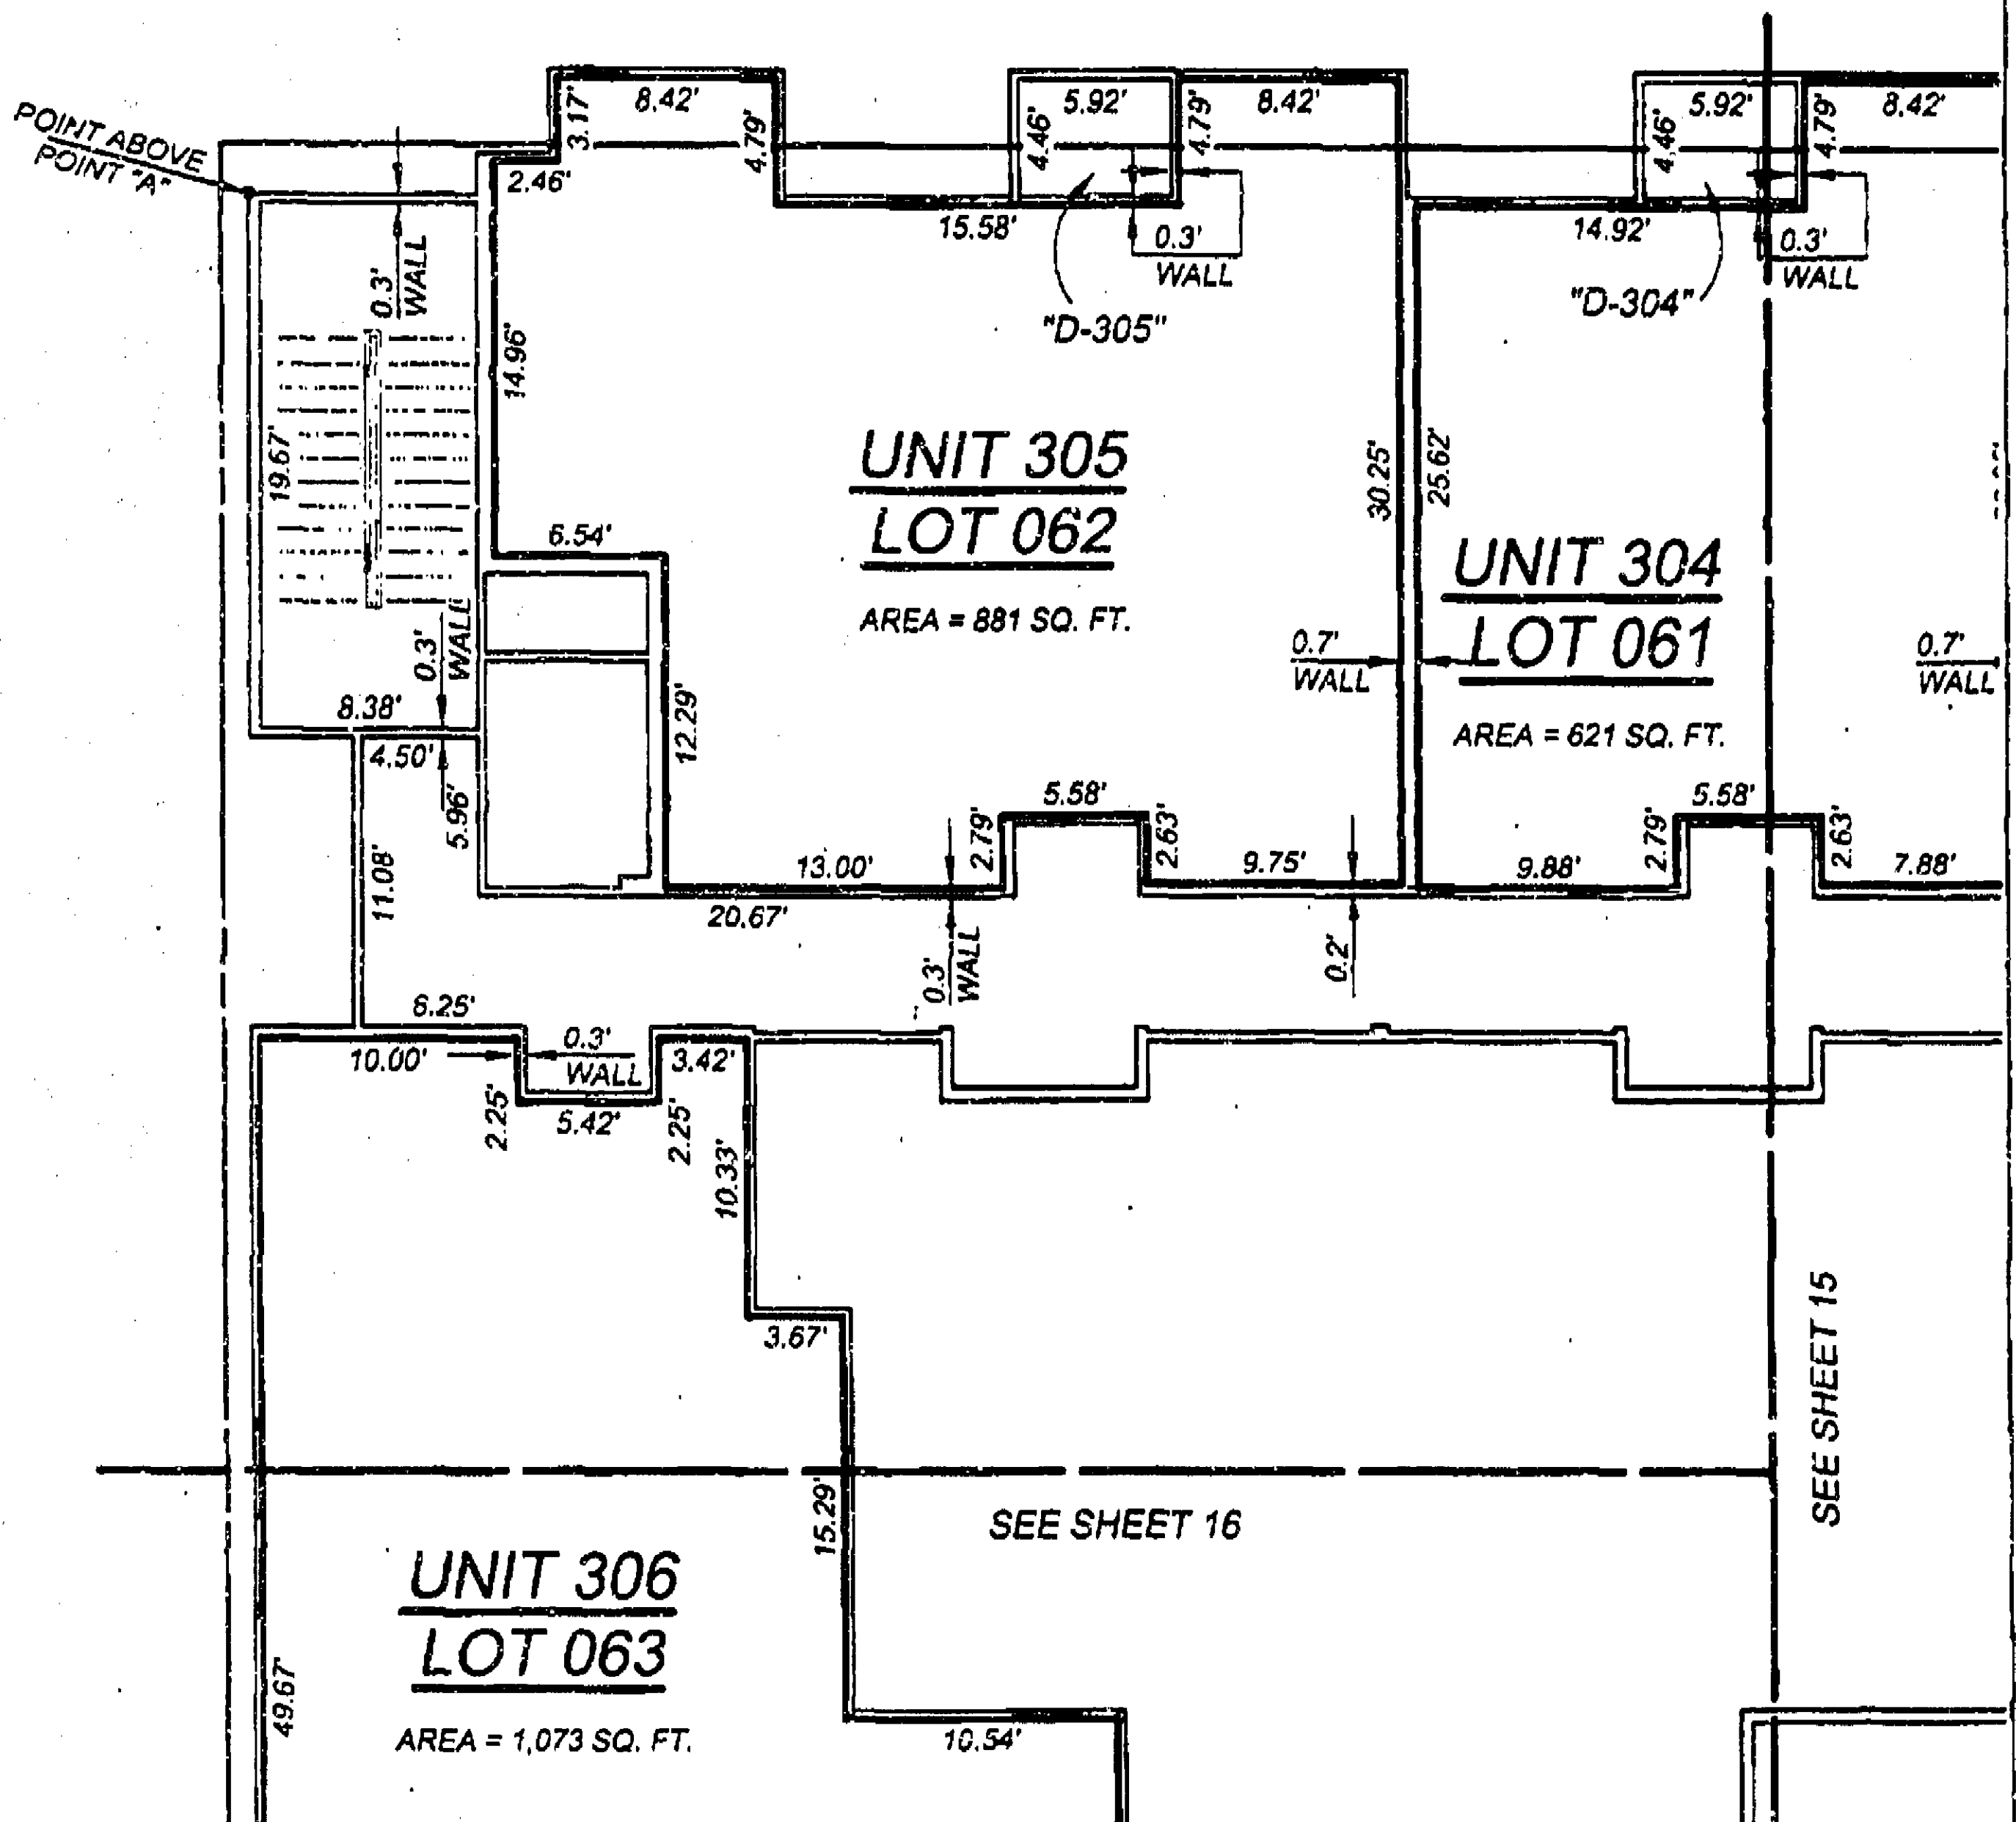 POINT ABOVE
POINT "A"
8.42'
3.17'
4.79'
2.46'
5.92'
4.46'
4.79'
8.42'
5.92'
4.46'
4.79'
8.42'
15.58'
0.3'
WALL
"D-305"
14.92'
0.3'
WALL
"D-304"
0.3'
WALL
14.96'
19.67'
UNIT 305
LOT 062
AREA = 881 SQ. FT.
30.25'
25.62'
UNIT 304
LOT 061
AREA = 621 SQ. FT.
6.54'
0.3'
WALL
0.7'
WALL
0.7'
WALL
8.38'
4.50'
5.96'
12.29'
11.08'
13.00'
20.67'
2.79'
5.58'
2.63'
9.75'
9.88'
2.79'
5.58'
2.63'
7.88'
0.3'
WALL
0.2'
6.25'
10.00'
0.3'
WALL
3.42'
2.25'
5.42'
2.25'
10.33'
3.67'
15.29'
SEE SHEET 15
SEE SHEET 16
UNIT 306
LOT 063
AREA = 1,073 SQ. FT.
49.67'
10.54'